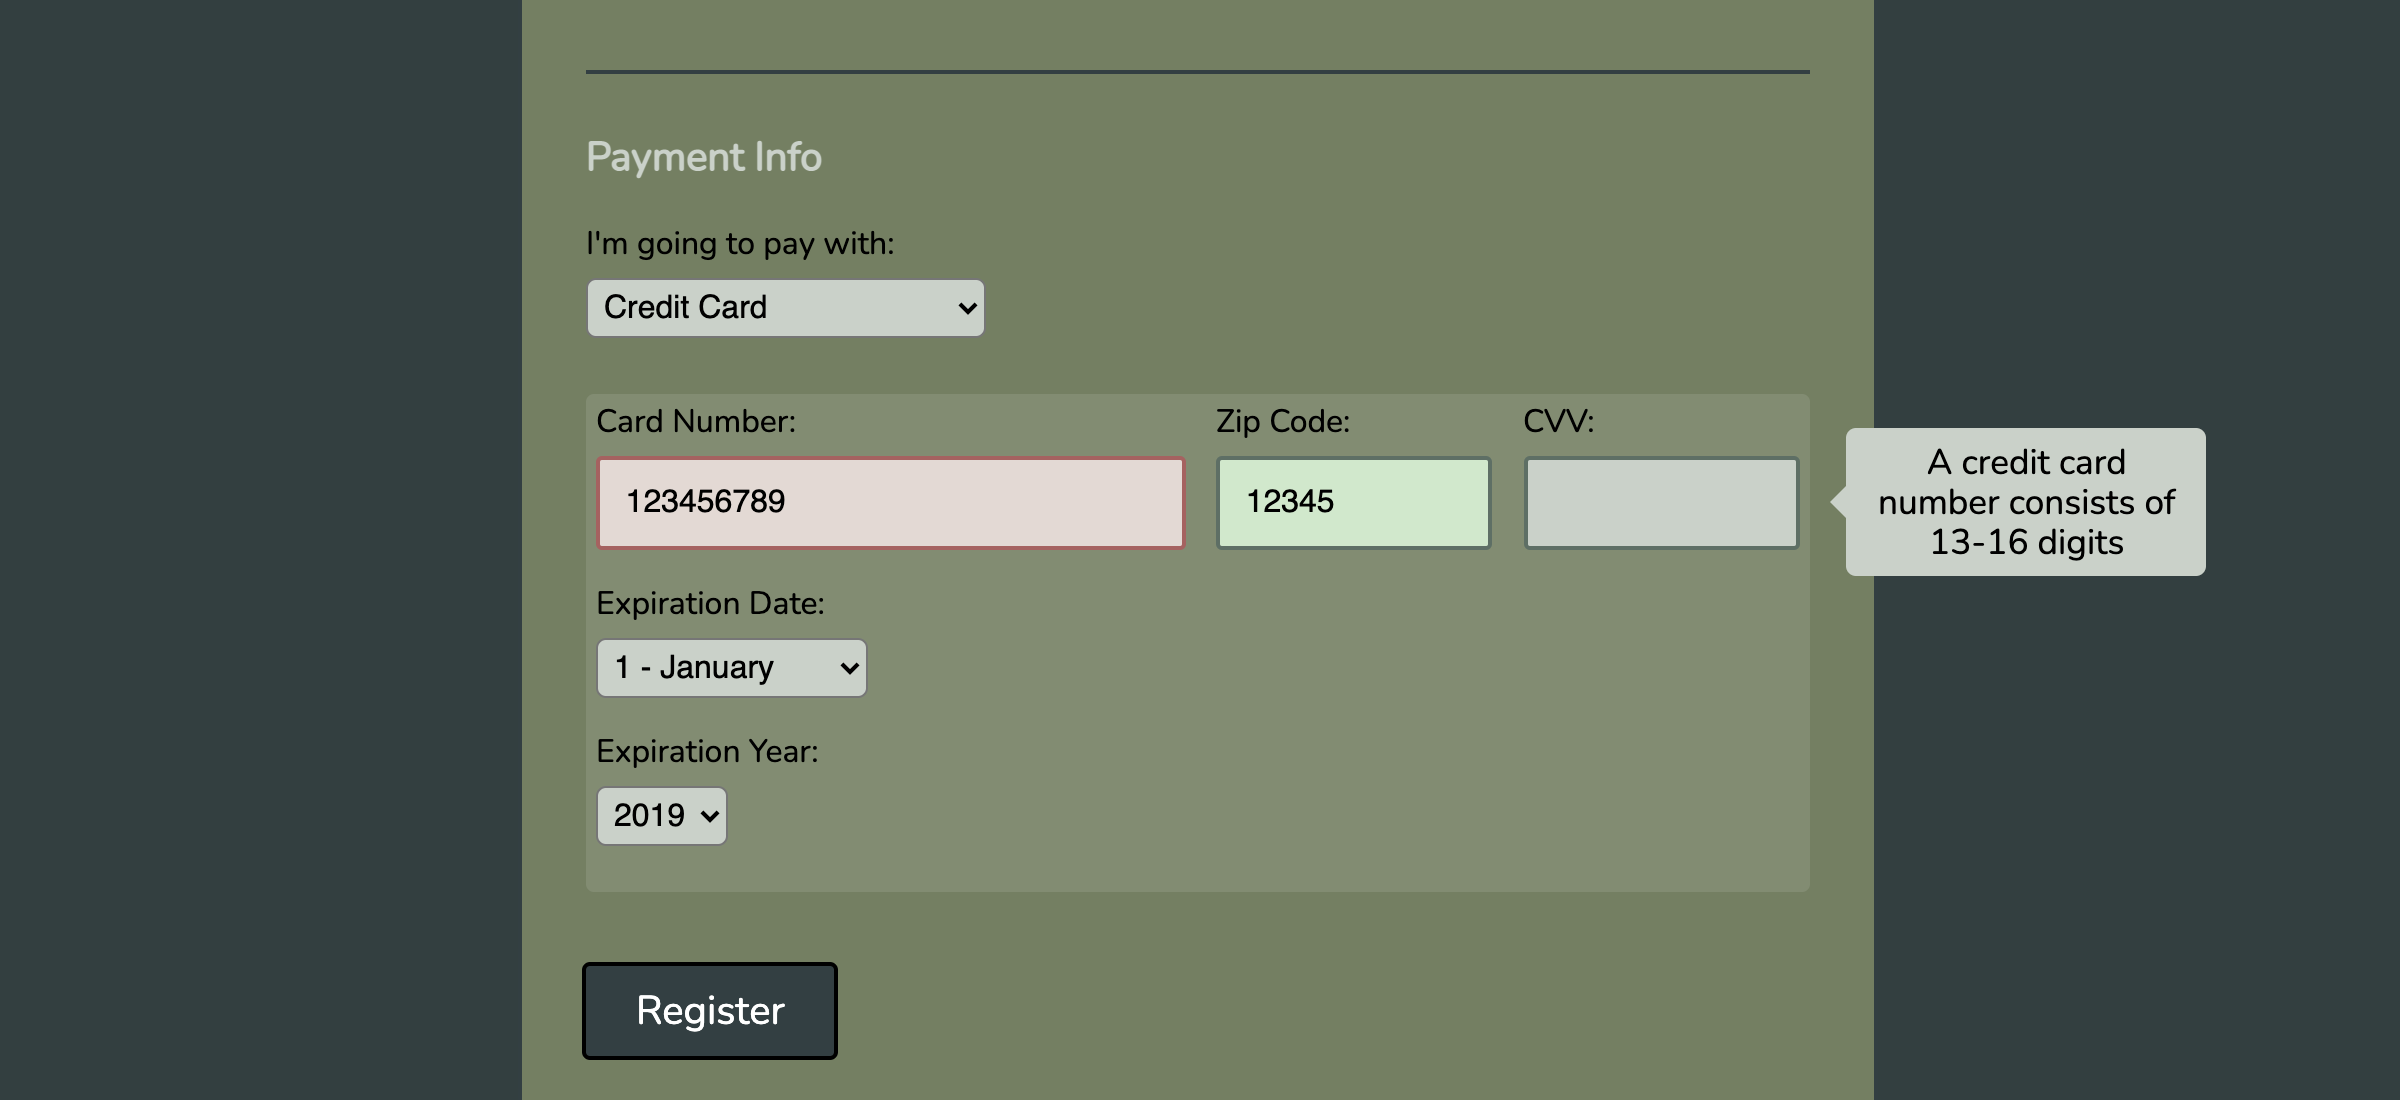 Payment Info
I'm going to pay with:
Credit Card
Card Number:
Zip Code:
CVV:
123456789
12345
A credit card
number consists of
13-16 digits
Expiration Date:
1 - January
Expiration Year:
2019
Register